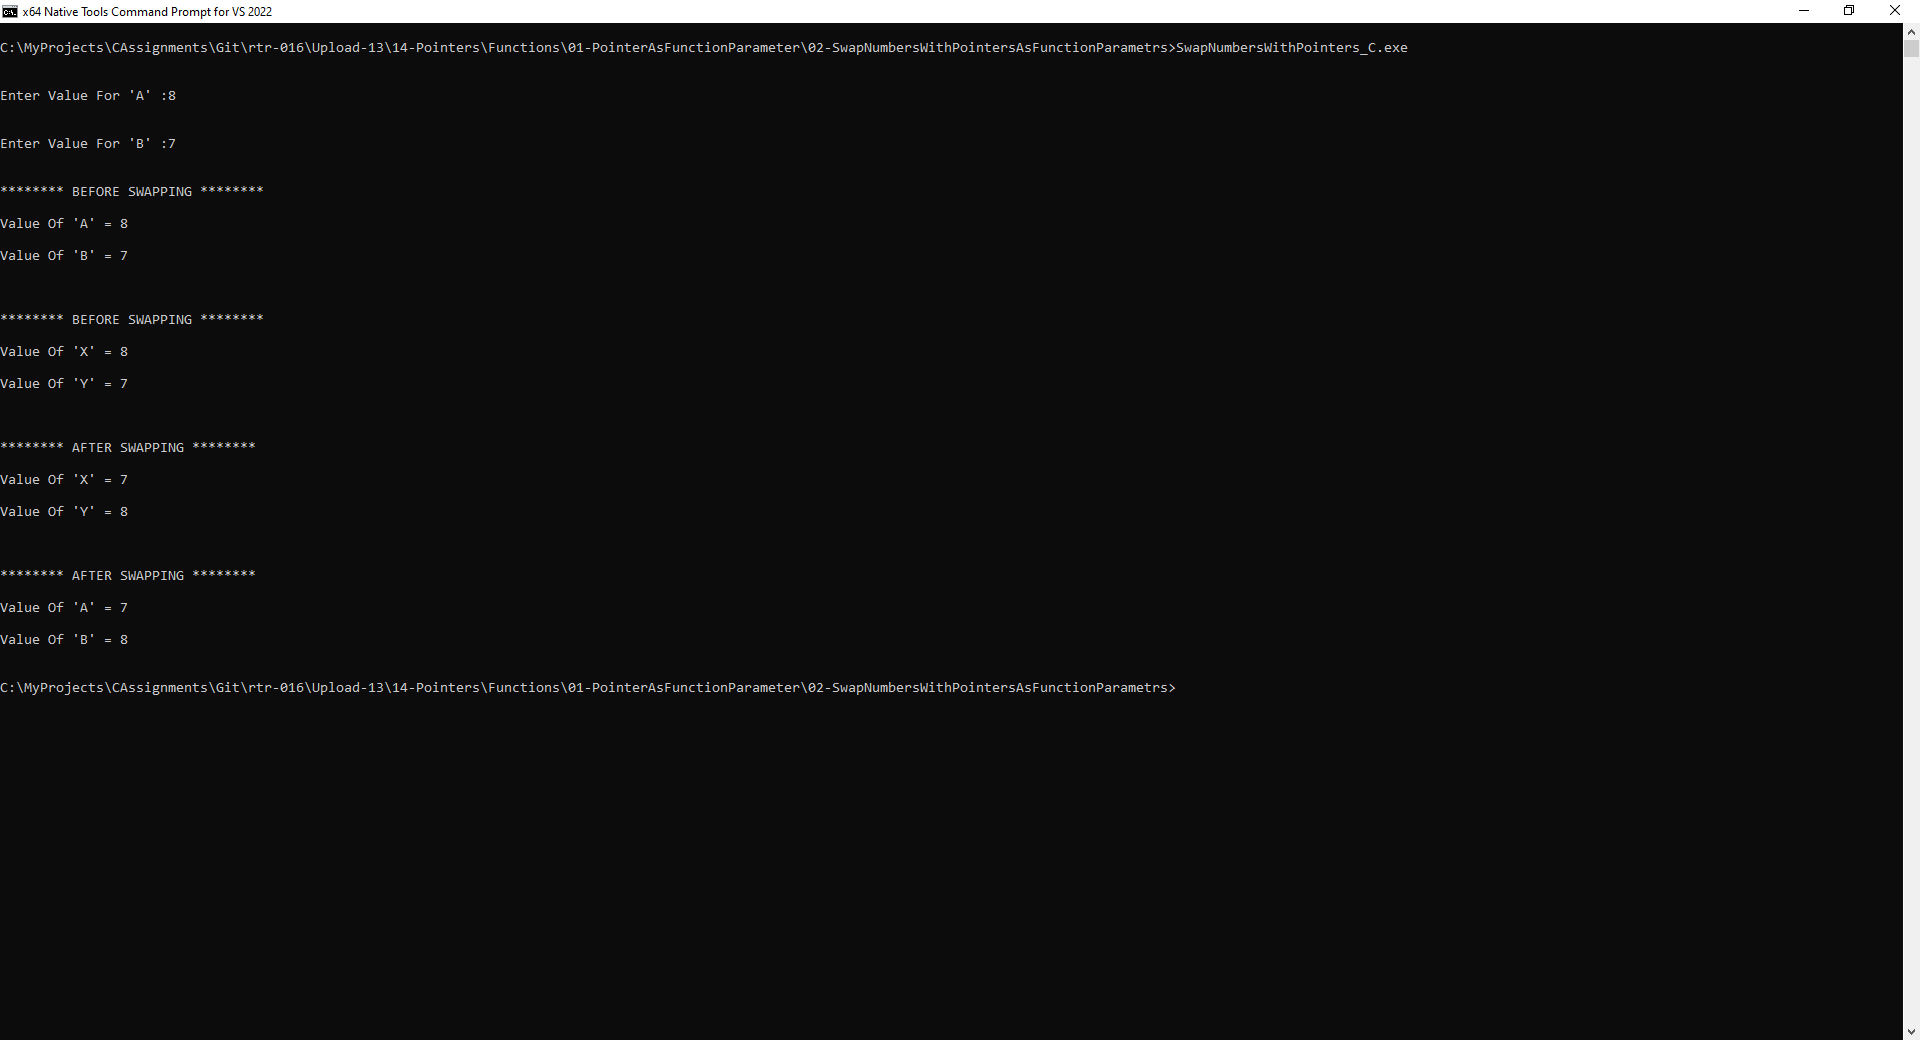 x64 Native Tools Command Prompt for VS 2022
C:\MyProjects\CAssignments\Git\rtr-016\Upload-13\14-Pointers\Functions\01-PointerAsFunctionParameter\02-SwapNumbersWithPointersAsFunctionParametrs>SwapNumbersWithPointers_C.exe
Enter Value For 'A' :8
Enter Value For 'B' :7
******** BEFORE SWAPPING ********
Value Of 'A' = 8
Value Of 'B' = 7
******** BEFORE SWAPPING ********
Value Of 'X' = 8
Value Of 'Y' = 7
******** AFTER SWAPPING ********
Value Of 'X' = 7
Value Of 'Y' = 8
******** AFTER SWAPPING ********
Value Of 'A' = 7
Value Of 'B' = 8
C:\MyProjects\CAssignments\Git\rtr-016\Upload-13\14-Pointers\Functions\01-PointerAsFunctionParameter\02-SwapNumbersWithPointersAsFunctionParametrs>